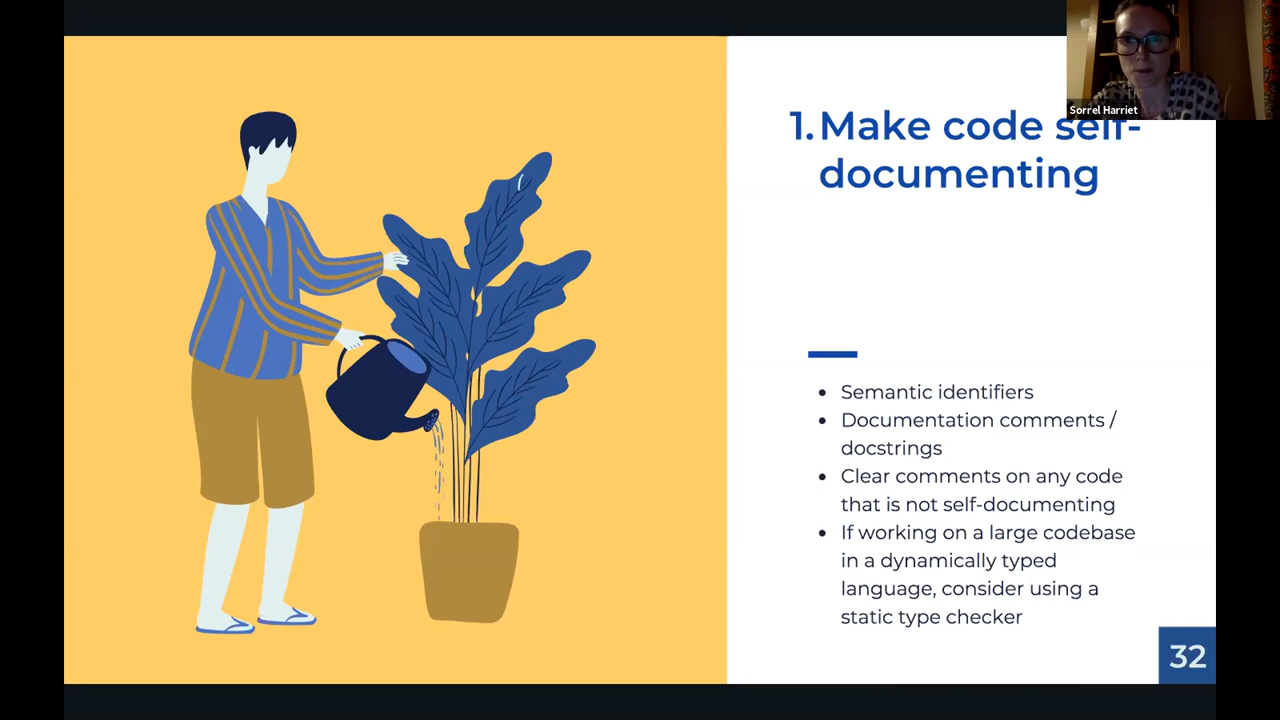 Sorrel Harriet
1. Make code self-
documenting
• Semantic identifiers
• Documentation comments /
docstrings
• Clear comments on any code
that is not self-documenting
• If working on a large codebase
in a dynamically typed
language, consider using a
static type checker
32